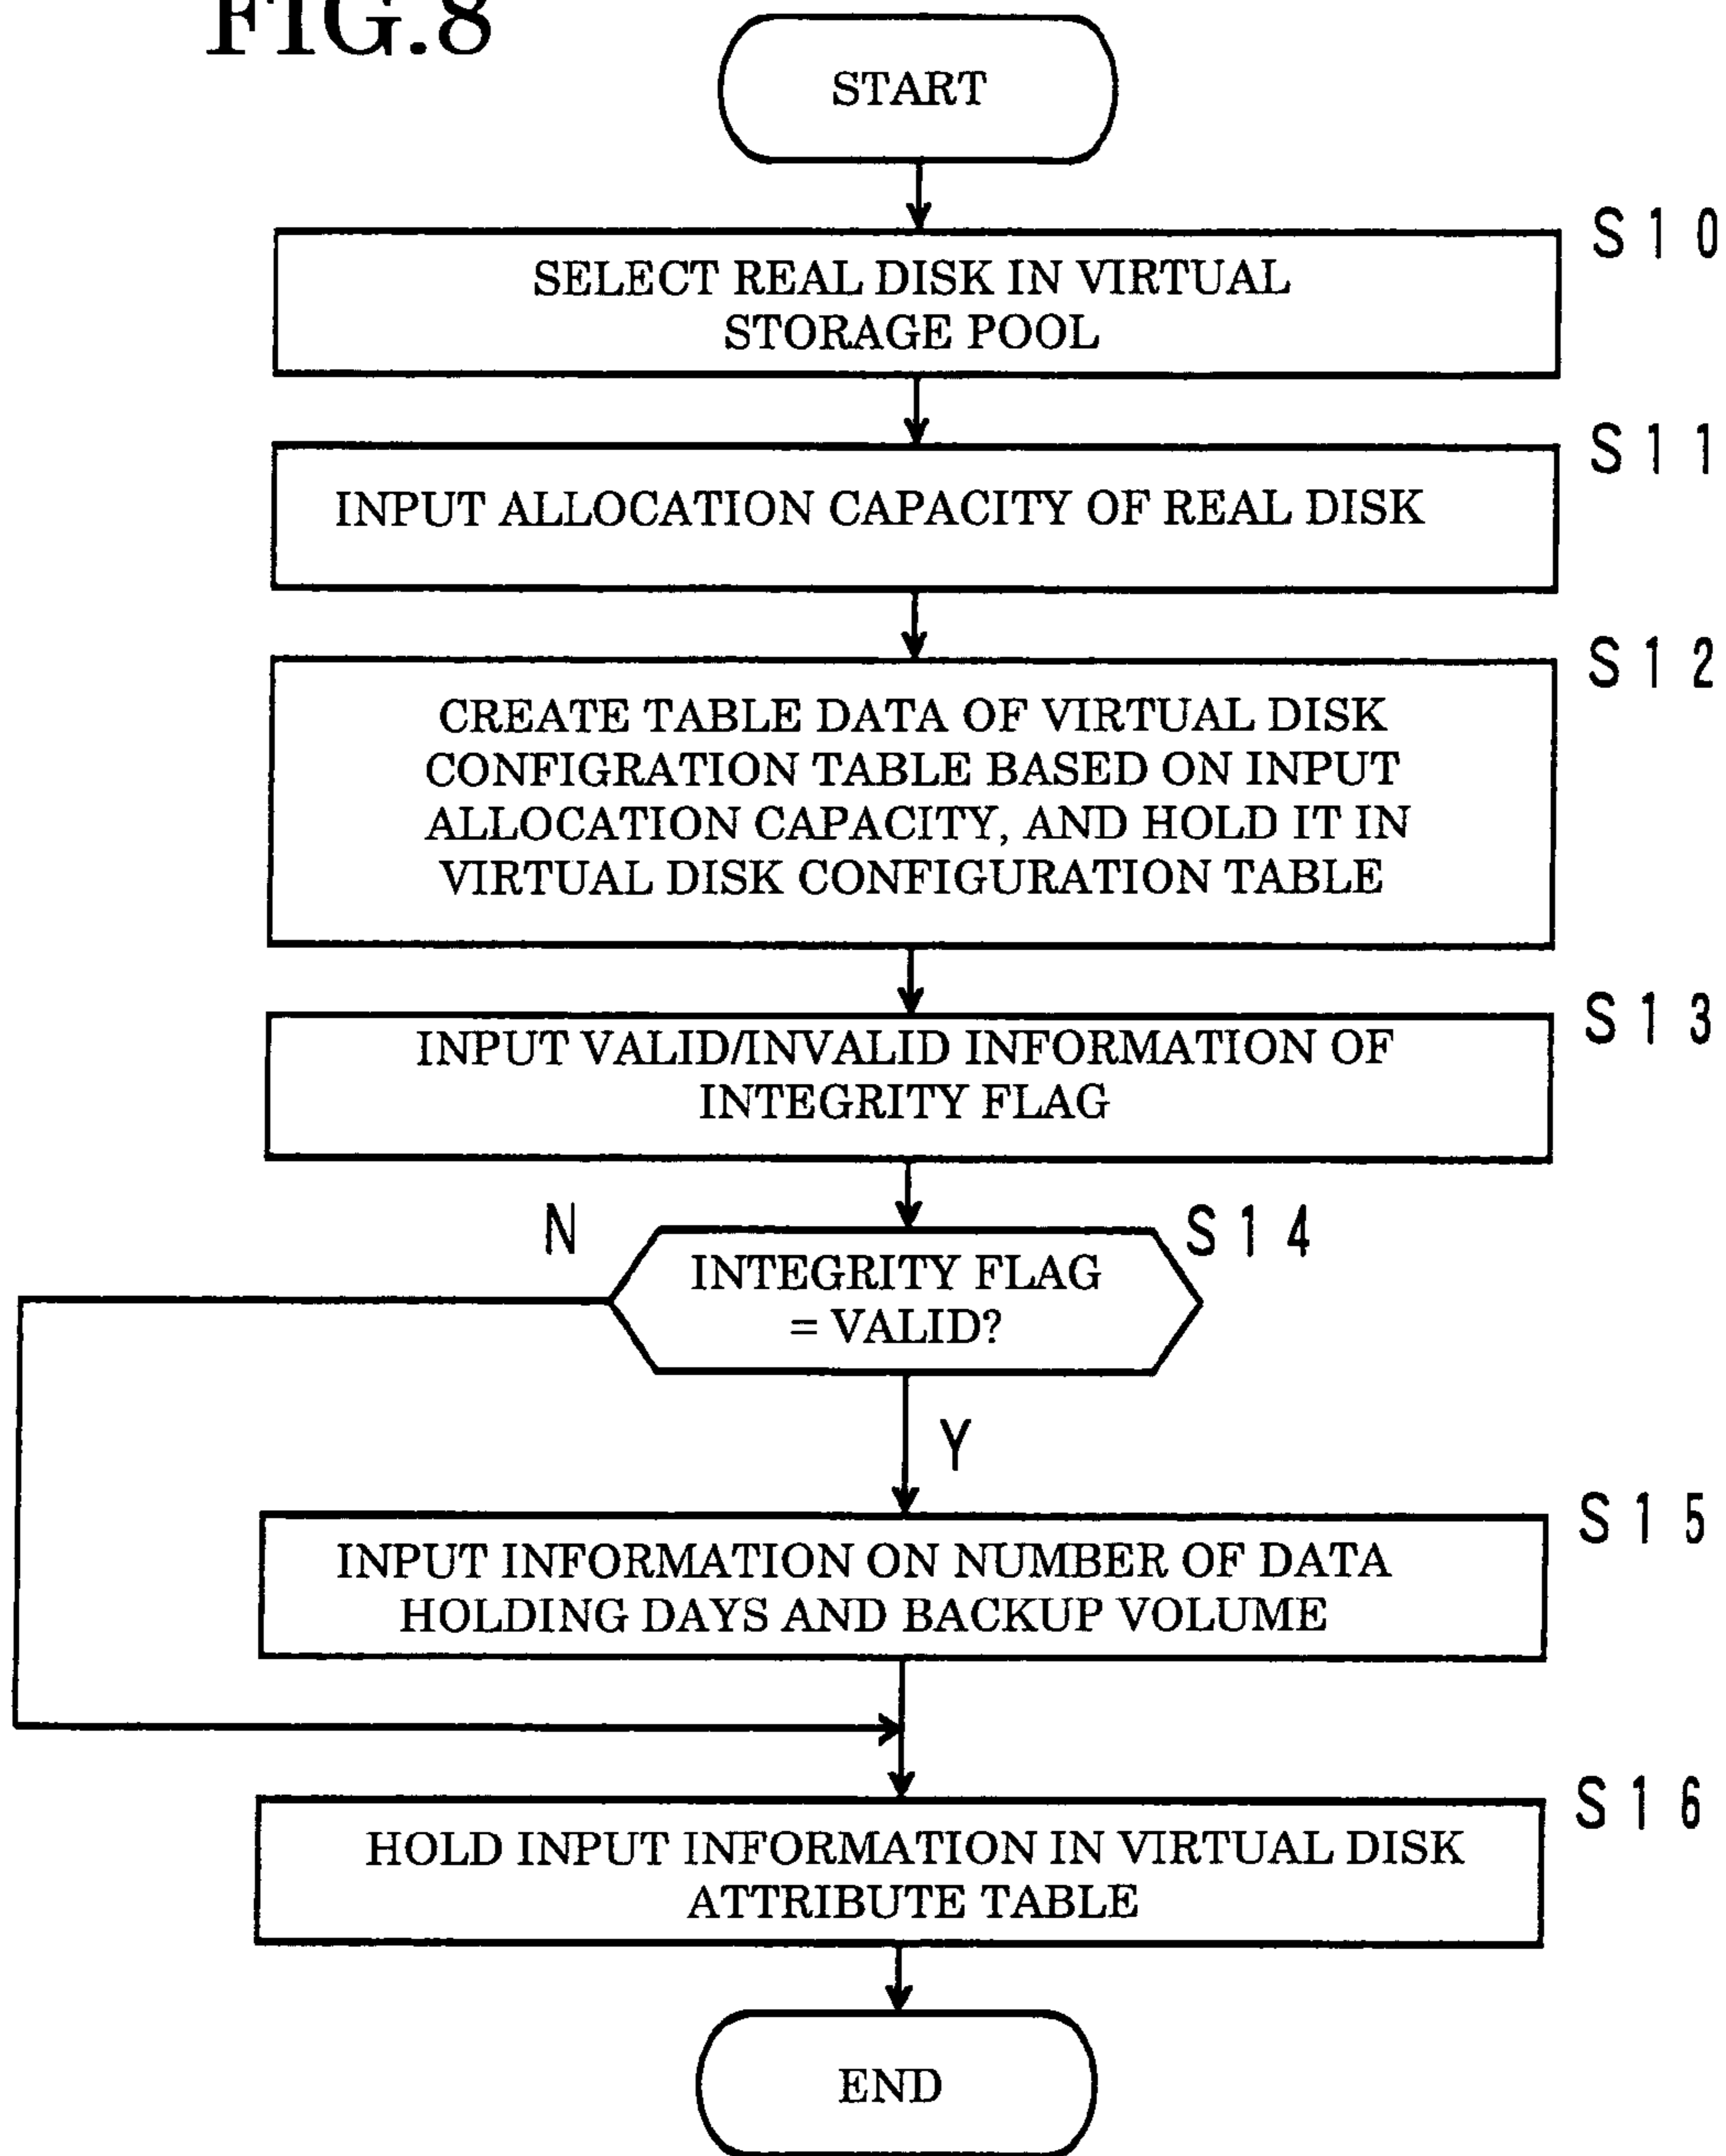 FIG.8
START
S10
SELECT REAL DISK IN VIRTUAL
STORAGE POOL
S11
INPUT ALLOCATION CAPACITY OF REAL DISK
S12
CREATE TABLE DATA OF VIRTUAL DISK
CONFIGRATION TABLE BASED ON INPUT
ALLOCATION CAPACITY, AND HOLD IT IN
VIRTUAL DISK CONFIGURATION TABLE
S13
INPUT VALID/INVALID INFORMATION OF
INTEGRITY FLAG
N
S14
INTEGRITY FLAG
= VALID?
Y
S15
INPUT INFORMATION ON NUMBER OF DATA
HOLDING DAYS AND BACKUP VOLUME
S16
HOLD INPUT INFORMATION IN VIRTUAL DISK
ATTRIBUTE TABLE
END